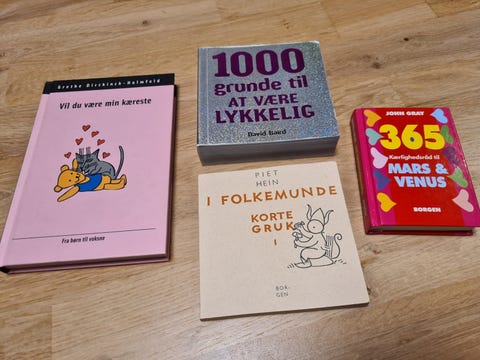 Grethe Dirckinck-Holmfeld
Vil du være min kæreste
Fra børn til voksne
1000
grunde til
AT VÆRE
LYKKELIG
David Baird
PIET
HEIN
I FOLKEMUNDE
KORTE
GRUK
I
BOR-
GEN
JOHN GRAY
365
Kærlighedsråd til
MARS &
VENUS
BORGEN